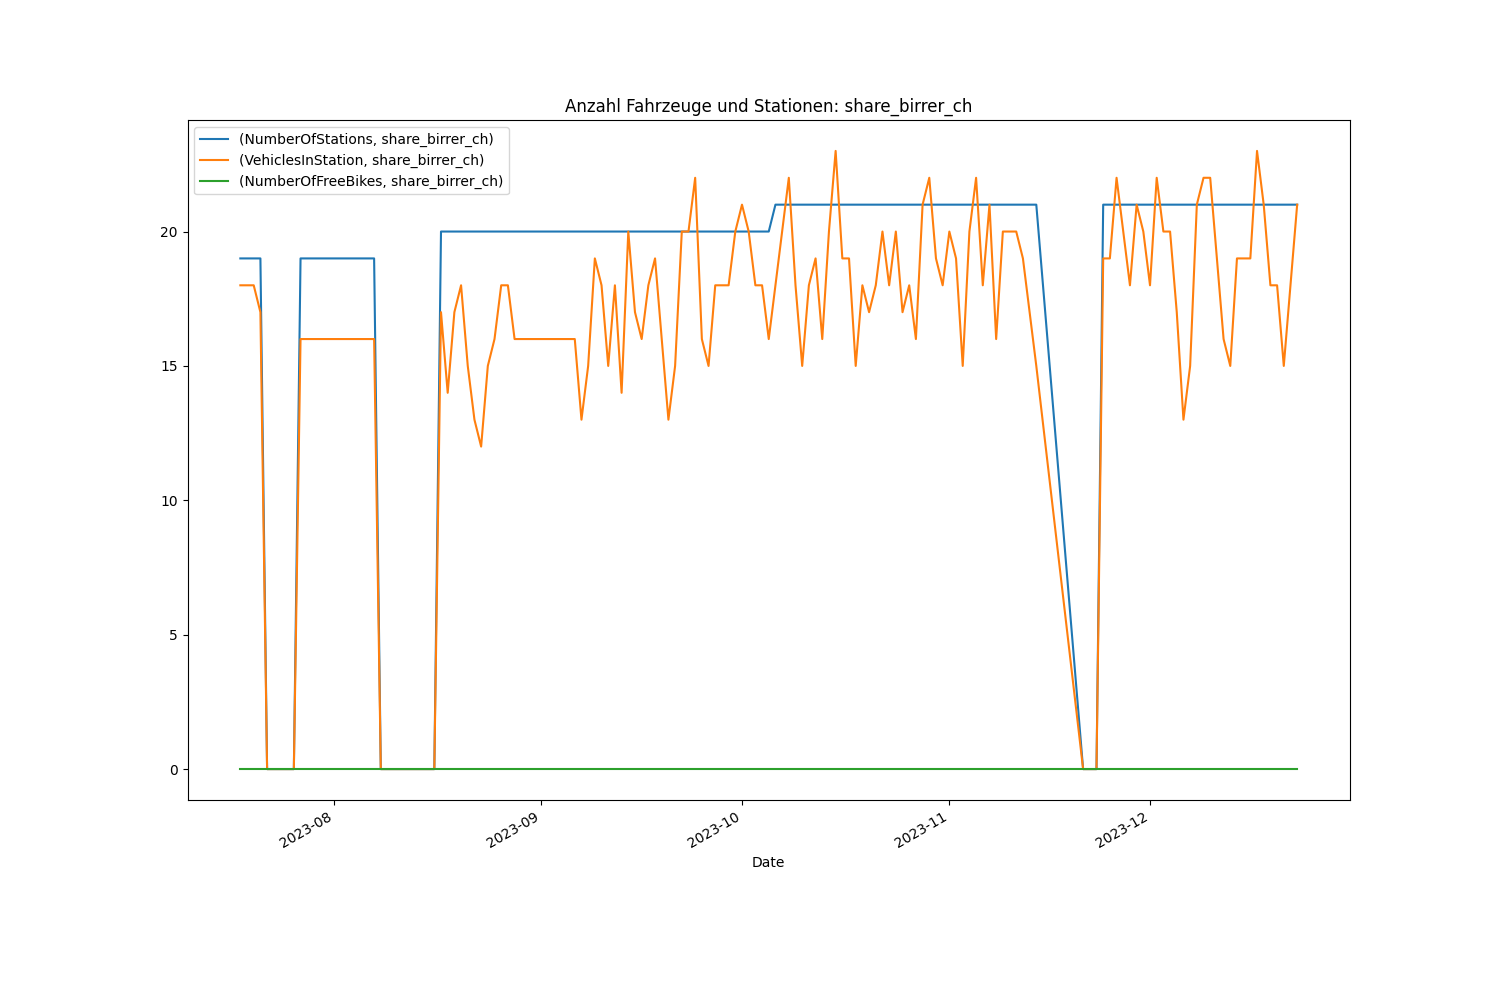 Anzahl Fahrzeuge und Stationen: share_birrer_ch
(NumberOfStations, share_birrer_ch)
(VehiclesInStation, share_birrer_ch)
(NumberOfFreeBikes, share_birrer_ch)
20
15
10
5
0
2023-08
2023-09
2023-10
2023-11
2023-12
Date